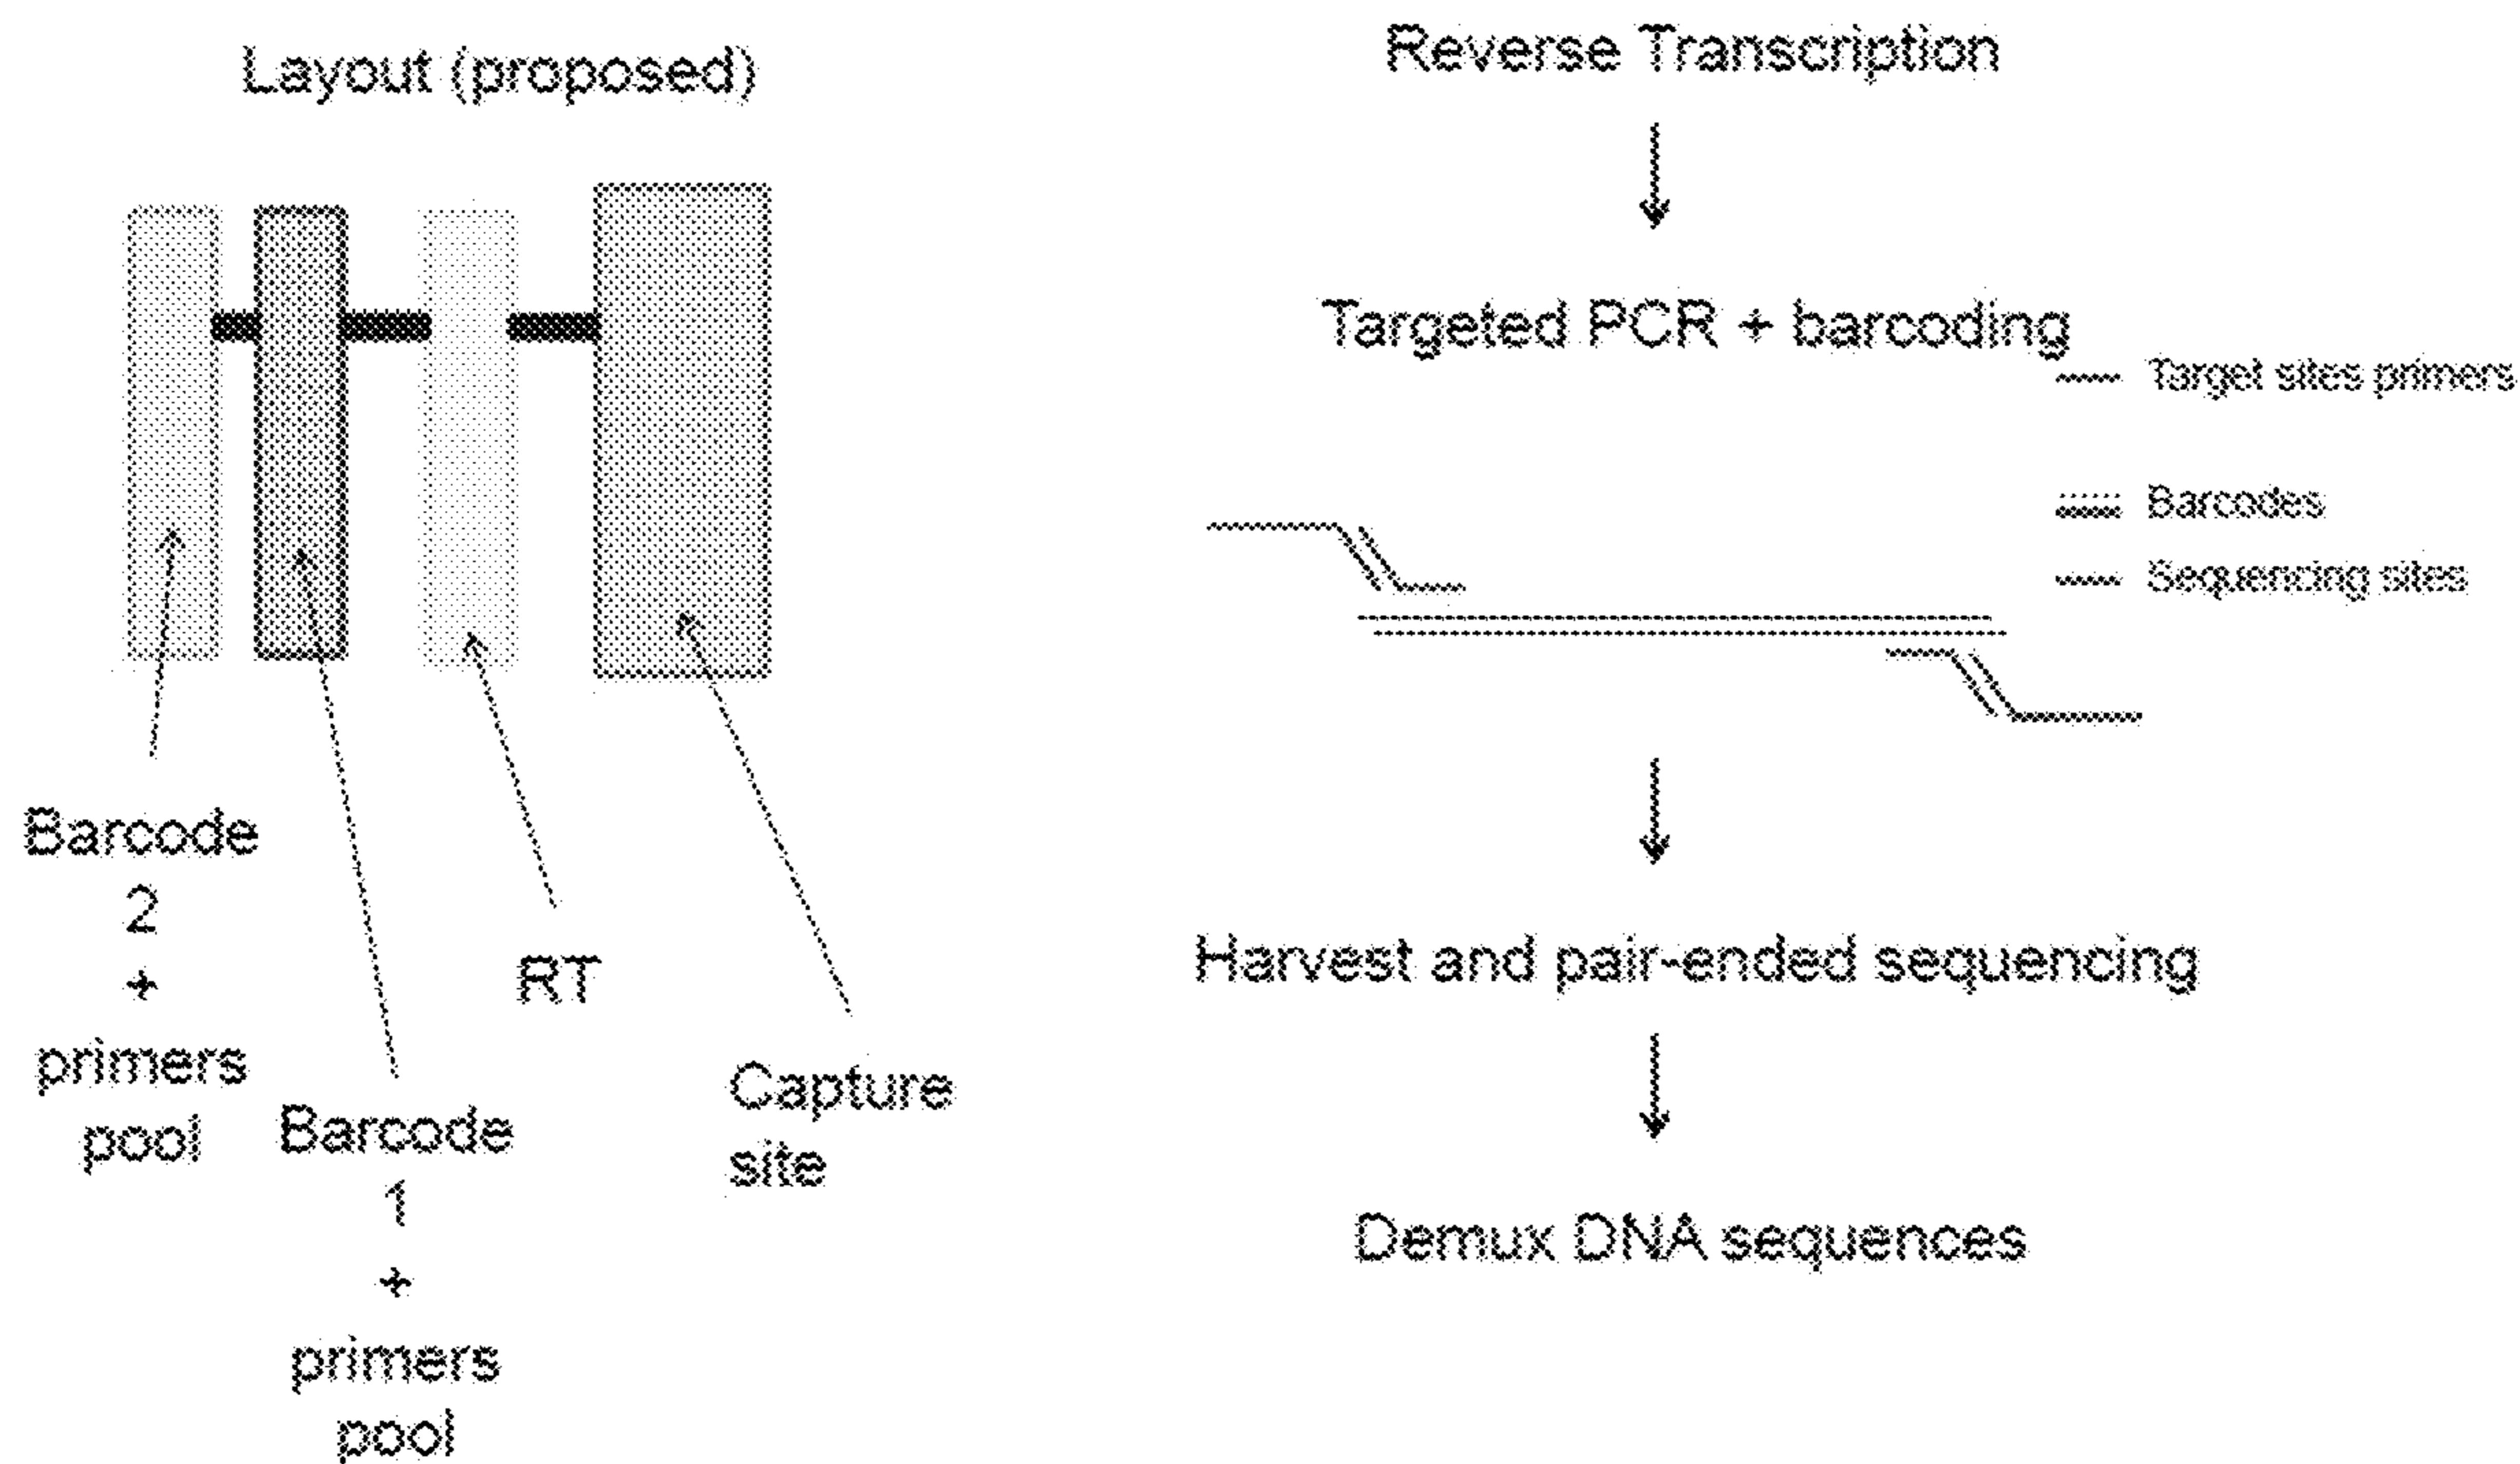 Layout (proposed)
Barcode
2
+
primers
pool
Barcode
1
+
primers
pool
RT
Capture
site
Reverse Transcription
Targeted PCR + barcoding
Target sites primers
Barcodes
Sequencing sites
Harvest and pair-ended sequencing
Demux DNA sequences